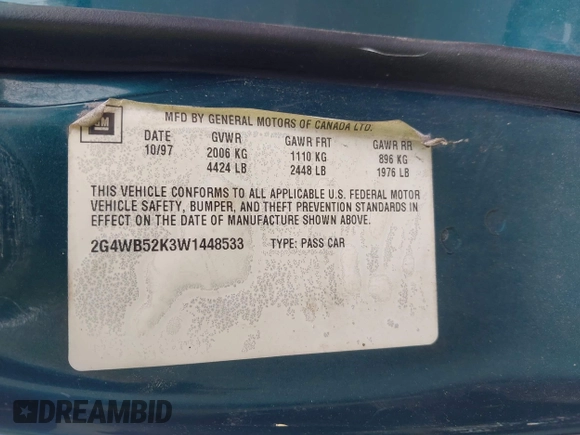 GM
MFD BY GENERAL MOTORS OF CANADA LTD.
DATE GVWR GAWR FRT GAWR RR
10/97 2006 KG 1110 KG 896 KG
4424 LB 2448 LB 1976 LB
THIS VEHICLE CONFORMS TO ALL APPLICABLE U.S. FEDERAL MOTOR
VEHICLE SAFETY, BUMPER, AND THEFT PREVENTION STANDARDS IN
EFFECT ON THE DATE OF MANUFACTURE SHOWN ABOVE.
2G4WB52K3W1448533 TYPE: PASS CAR
DREAMBID